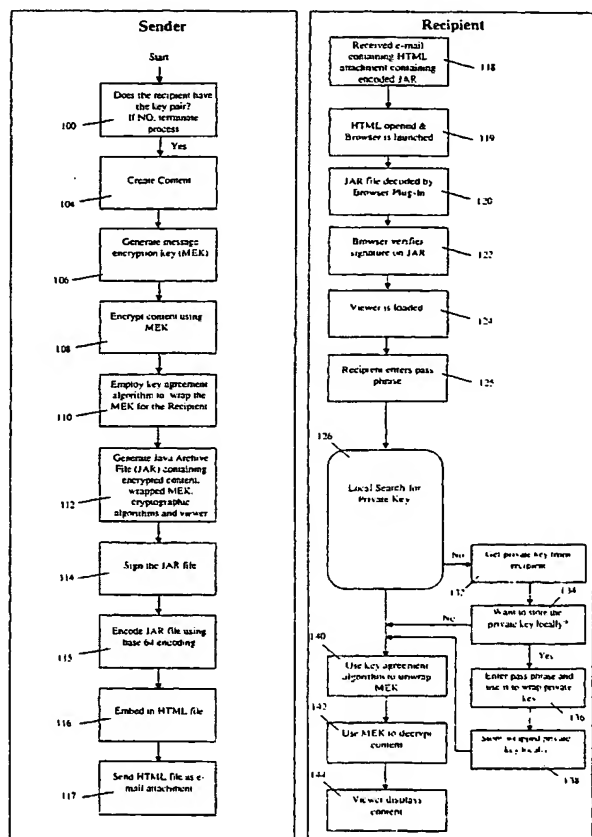 Sender
Start
Does the recipient have
the key pair?
If NO, terminate
process
100
Yes
Create Content
104
Generate message
encryption key (MEK)
106
Encrypt content using
MEK
108
Employ key agreement
algorithm to wrap the
MEK for the Recipient
110
Generate Java Archive
File (JAR) containing
encrypted content,
wrapped MEK,
cryptographic
algorithms and viewer
112
Sign the JAR file
114
Encode JAR file using
base 64 encoding
115
Embed in HTML file
116
Send HTML file as e-
mail attachment
117
Recipient
Received e-mail
containing HTML
attachment containing
encoded JAR
118
HTML opened &
Browser is launched
119
JAR file decoded by
Browser Plug-In
120
Browser verifies
signature on JAR
122
Viewer is loaded
124
Recipient enters pass
phrase
125
126
Local Search for
Private Key
No
Get private key from
recipient
132
134
Want to store the
private key locally?
No
Yes
Enter pass phrase and
use it to wrap private
key
136
Store wrapped private
key locally
138
140
Use key agreement
algorithm to unwrap
MEK
142
Use MEK to decrypt
content
144
Viewer displays
content